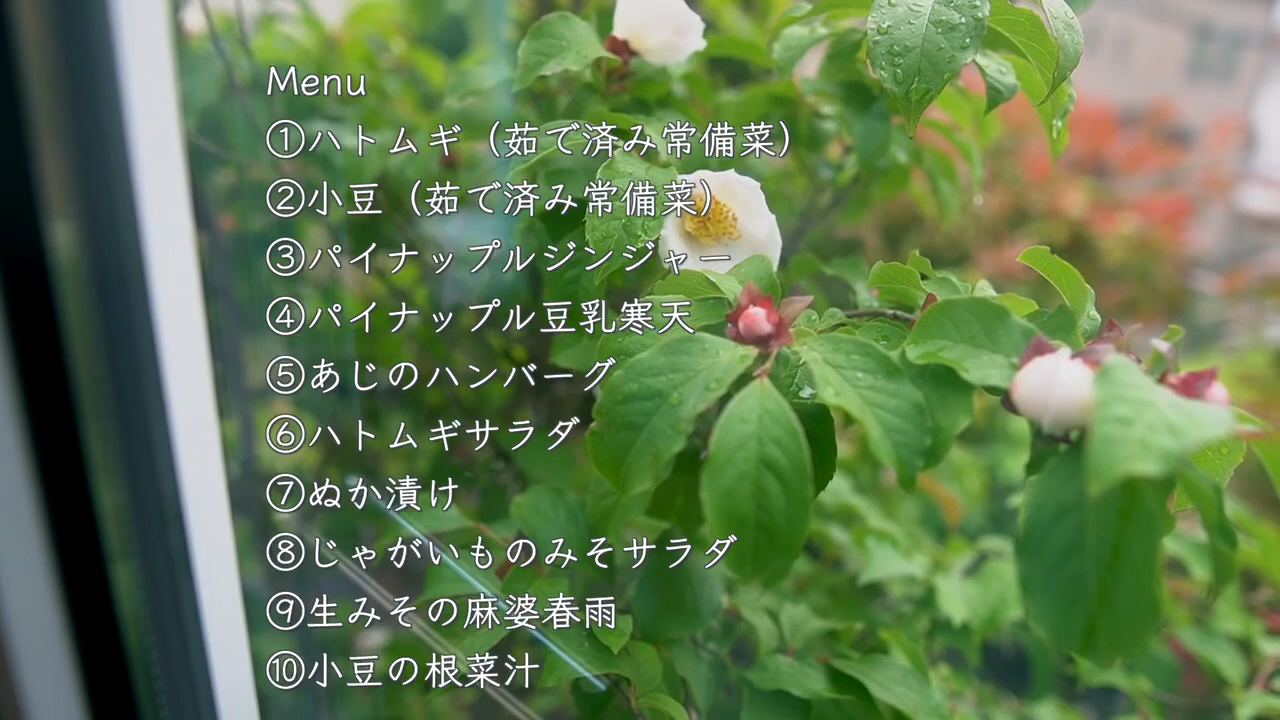 Menu
①ハトムギ（茹で済み常備菜）
②小豆（茹で済み常備菜）
③パイナップルジンジャー
④パイナップル豆乳寒天
⑤あじのハンバーグ
⑥ハトムギサラダ
⑦ぬか漬け
⑧じゃがいものみそサラダ
⑨生みその麻婆春雨
⑩小豆の根菜汁